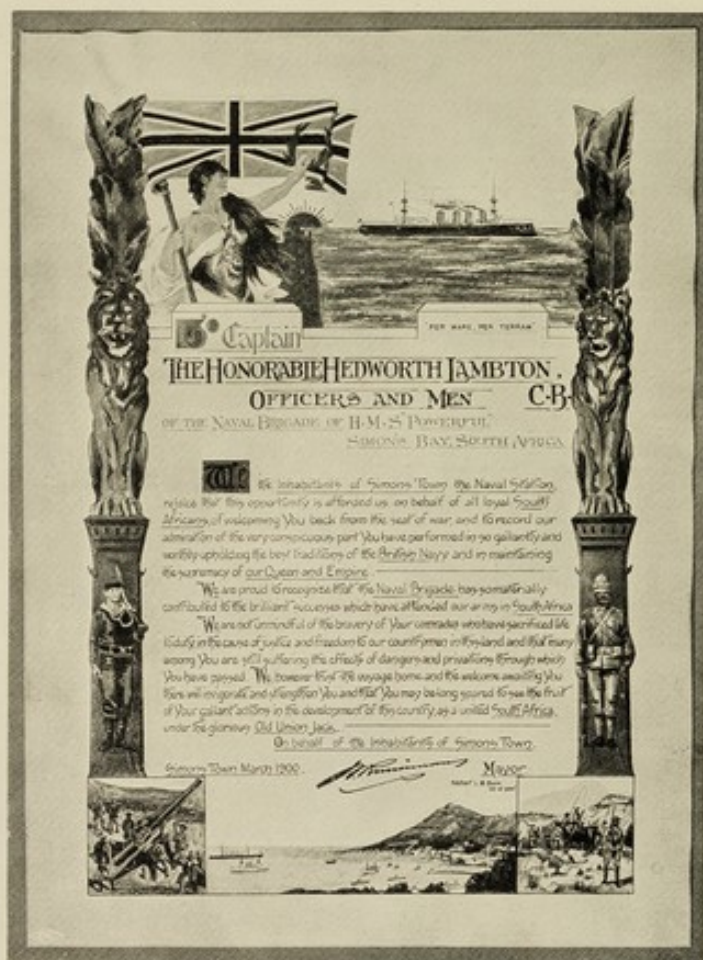 To Captain
"PER MARE, PER TERRAM"
THE HONORABLE HEDWORTH LAMBTON.
OFFICERS AND MEN C.B.
OF THE NAVAL BRIGADE OF H.M.S "POWERFUL"
SIMON'S BAY, SOUTH AFRICA
We the Inhabitants of Simons Town the Naval Station,
rejoice that this opportunity is afforded us on behalf of all loyal South
Africans, of welcoming You back from the seat of war, and to record our
admiration of the very conspicuous part You have performed in so gallantly and
worthily upholding the best traditions of the British Navy and in maintaining
the supremacy of our Queen and Empire.
We are proud to recognize that the Naval Brigade has so materially
contributed to the brilliant successes which have attended our arms in South Africa
We are not unmindful of the bravery of Your comrades who have sacrificed life
to duty in the cause of justice and freedom to our countrymen in this land and that many
among You are still suffering the effects of dangers and privations through which
You have passed. We however trust the voyage home and the welcome awaiting You
there will invigorate and strengthen You and that You may be long spared to see the fruit
of Your gallant actions in the development of this country, as a united South Africa,
under the glorious Old Union Jack.
On behalf of the Inhabitants of Simons Town.
Simons Town March 1900. Mayor